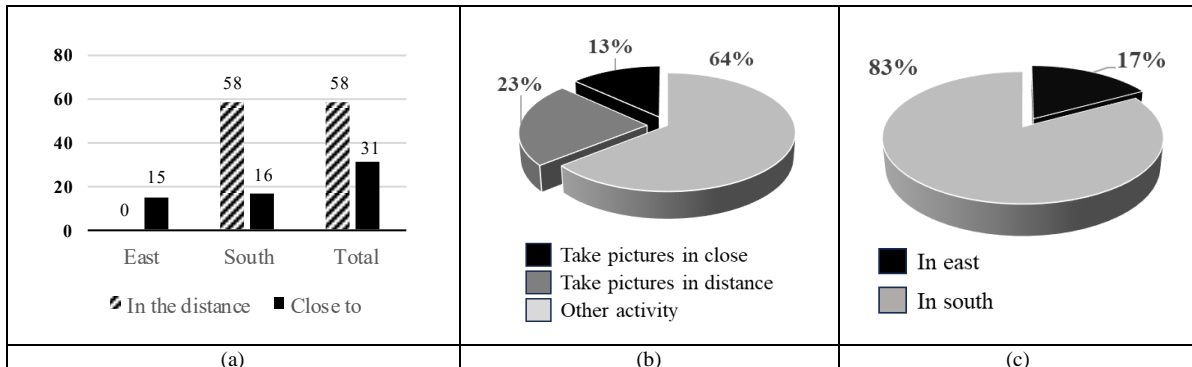 80
60
40
20
0
0
15
58
16
58
31
East South Total
In the distance Close to
(a)
13%
64%
23%
Take pictures in close
Take pictures in distance
Other activity
(b)
83%
17%
In east
In south
(c)